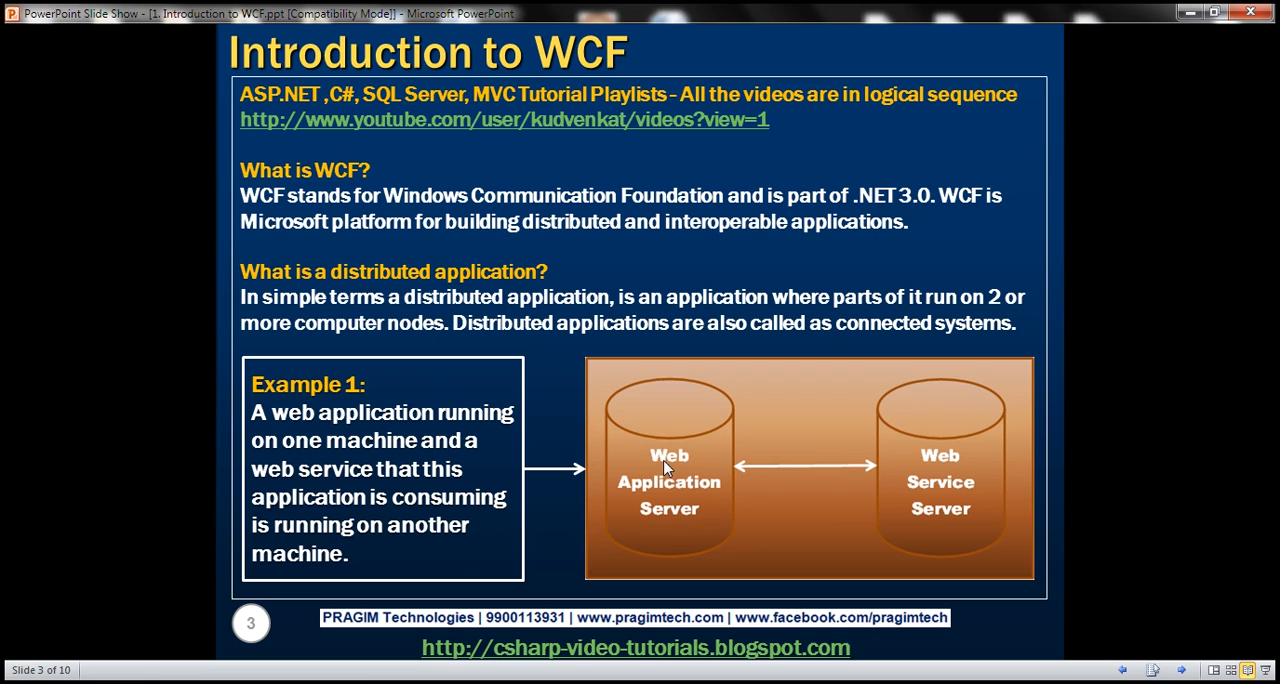 PowerPoint Slide Show - [1. Introduction to WCF.ppt [Compatibility Mode]] - Microsoft PowerPoint
Introduction to WCF
ASP.NET ,C#, SQL Server, MVC Tutorial Playlists - All the videos are in logical sequence
http://www.youtube.com/user/kudvenkat/videos?view=1
What is WCF?
WCF stands for Windows Communication Foundation and is part of .NET 3.0. WCF is
Microsoft platform for building distributed and interoperable applications.
What is a distributed application?
In simple terms a distributed application, is an application where parts of it run on 2 or
more computer nodes. Distributed applications are also called as connected systems.
Example 1:
A web application running
on one machine and a
web service that this
application is consuming
is running on another
machine.
Web
Application
Server
Web
Service
Server
3
PRAGIM Technologies | 9900113931 | www.pragimtech.com | www.facebook.com/pragimtech
http://csharp-video-tutorials.blogspot.com
Slide 3 of 10